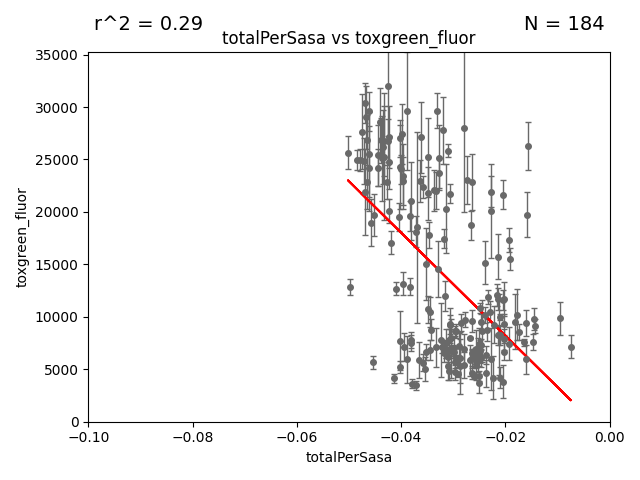 r^2 = 0.29
N = 184
totalPerSasa vs toxgreen_fluor
35000
30000
25000
20000
15000
10000
5000
0
toxgreen_fluor
−0.10
−0.08
−0.06
−0.04
−0.02
0.00
totalPerSasa